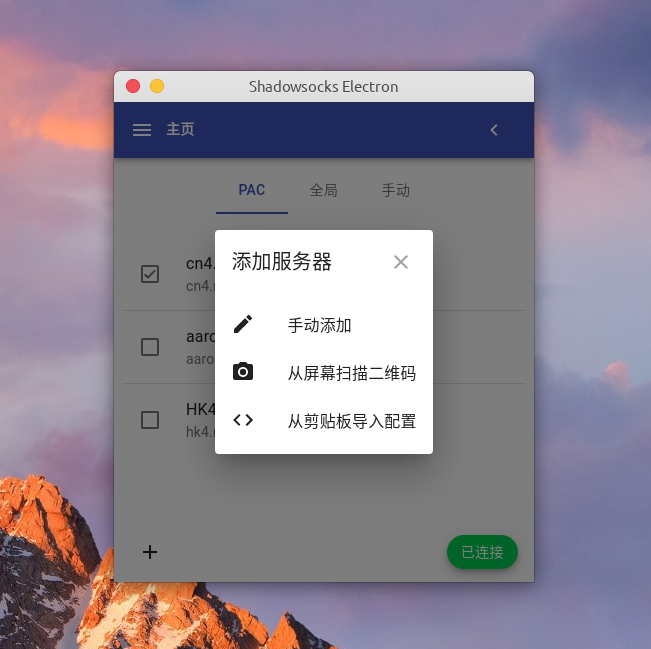 Shadowsocks Electron
主页
PAC
全局
手动
添加服务器
cn4.
cn4.
手动添加
aaro
aaro
从屏幕扫描二维码
HK4
hk4.
从剪贴板导入配置
已连接